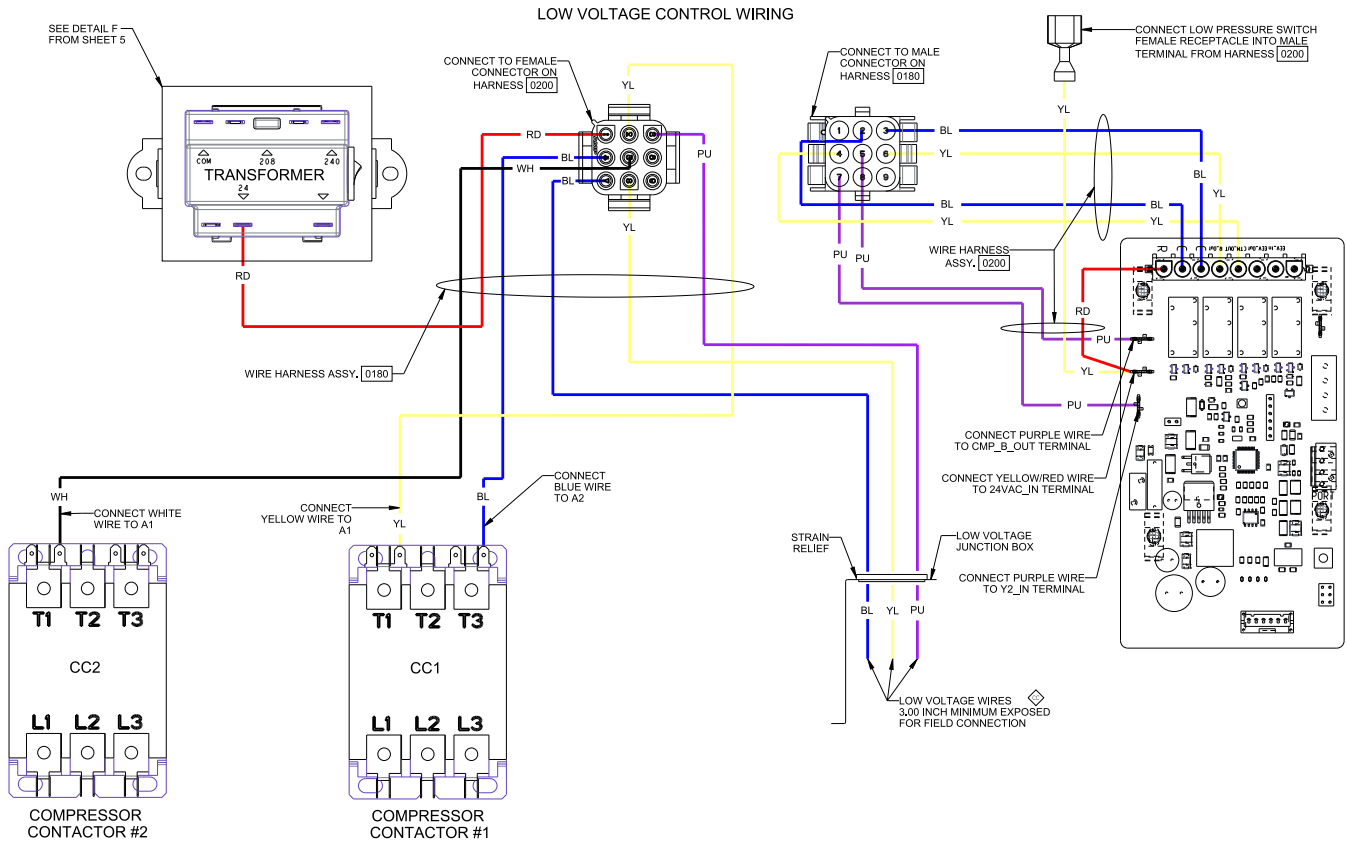 LOW VOLTAGE CONTROL WIRING
SEE DETAIL F
FROM SHEET 5
COM
208
240
TRANSFORMER
24
RD
CONNECT TO FEMALE
CONNECTOR ON
HARNESS 0200
YL
RD
BL
WH
BL
PU
YL
WIRE HARNESS ASSY. 0180
CONNECT TO MALE
CONNECTOR ON
HARNESS 0180
1 2 3
4 5 6
7 8 9
BL
YL
BL
YL
BL
YL
PU
PU
CONNECT LOW PRESSURE SWITCH
FEMALE RECEPTACLE INTO MALE
TERMINAL FROM HARNESS 0200
YL
WIRE HARNESS
ASSY. 0200
R C C R_OUT CTH_OUT EEV_Out EEV_In
RD
PU
YL
PU
CONNECT PURPLE WIRE
TO CMP_B_OUT TERMINAL
CONNECT YELLOW/RED WIRE
TO 24VAC_IN TERMINAL
CONNECT PURPLE WIRE
TO Y2_IN TERMINAL
PORT
WH
CONNECT WHITE
WIRE TO A1
CONNECT
YELLOW WIRE TO
A1
YL
BL
CONNECT
BLUE WIRE
TO A2
STRAIN
RELIEF
LOW VOLTAGE
JUNCTION BOX
BL YL PU
LOW VOLTAGE WIRES CC
3.00 INCH MINIMUM EXPOSED
FOR FIELD CONNECTION
T1 T2 T3
CC2
L1 L2 L3
COMPRESSOR
CONTACTOR #2
T1 T2 T3
CC1
L1 L2 L3
COMPRESSOR
CONTACTOR #1